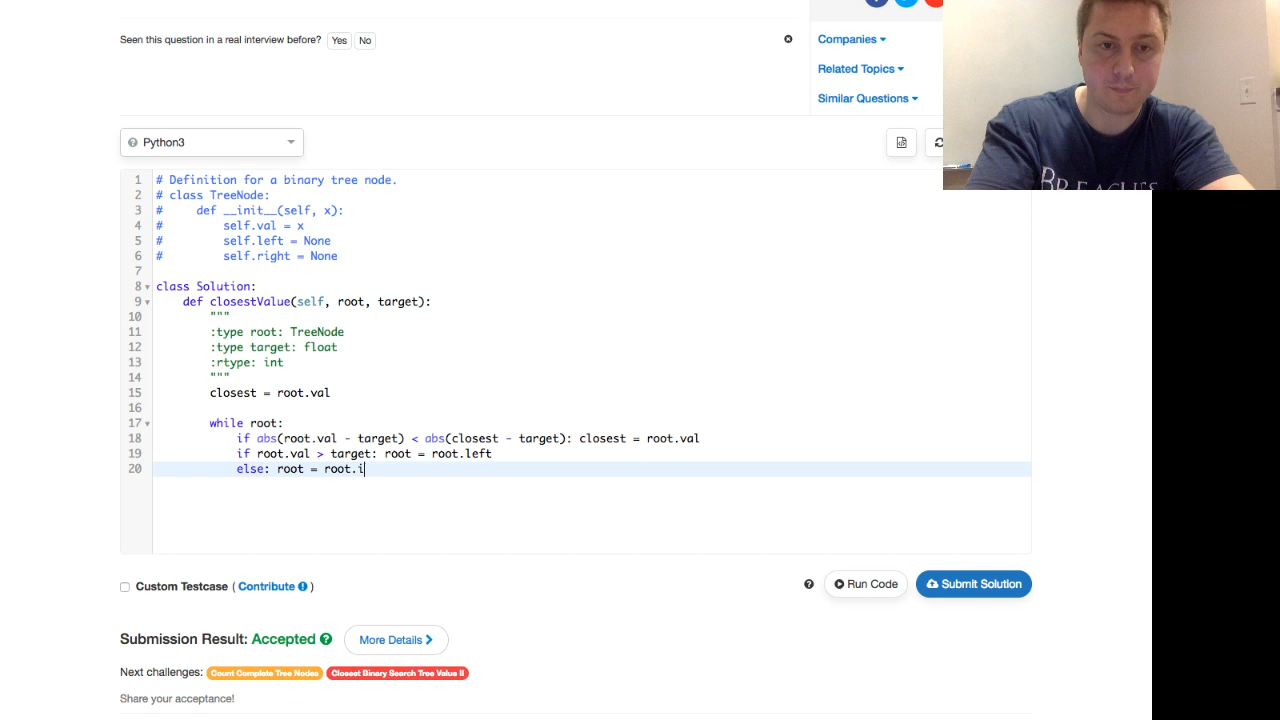 Seen this question in a real interview before? Yes No
Companies
Related Topics
Similar Questions
Python3
1 # Definition for a binary tree node.
2 # class TreeNode:
3 #     def __init__(self, x):
4 #         self.val = x
5 #         self.left = None
6 #         self.right = None
7
8 class Solution:
9     def closestValue(self, root, target):
10         """
11         :type root: TreeNode
12         :type target: float
13         :rtype: int
14         """
15         closest = root.val
16
17         while root:
18             if abs(root.val - target) < abs(closest - target): closest = root.val
19             if root.val > target: root = root.left
20             else: root = root.i
Custom Testcase ( Contribute )
Run Code
Submit Solution
Submission Result: Accepted
More Details
Next challenges: Count Complete Tree Nodes Closest Binary Search Tree Value II
Share your acceptance!